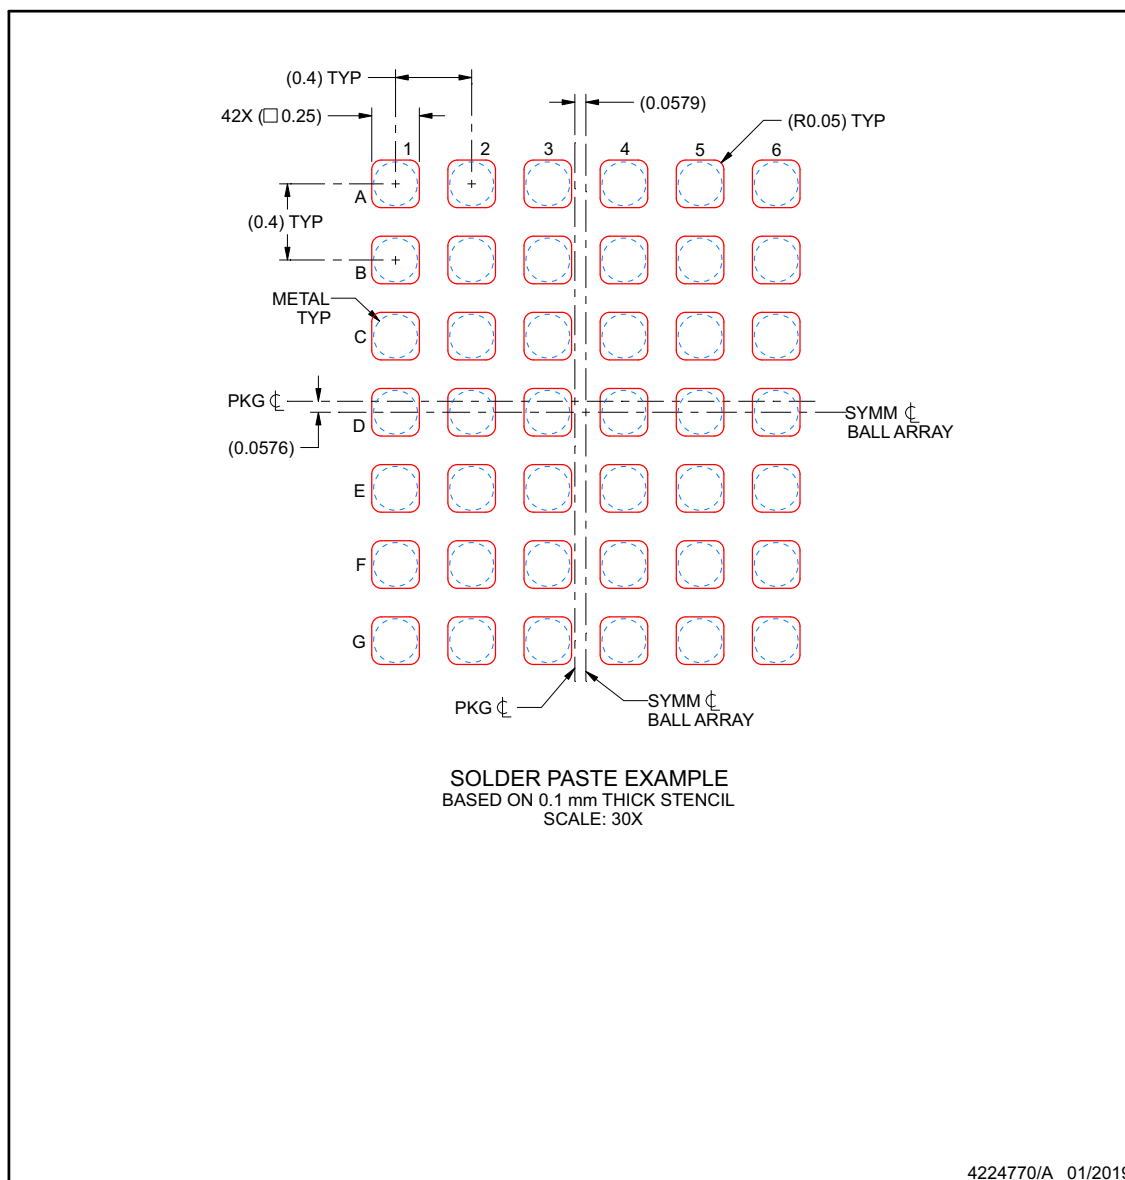 (0.4) TYP
(0.0579)
42X (□ 0.25)
(R0.05) TYP
1 2 3 4 5 6
A
(0.4) TYP
B
METAL
TYP
C
PKG ℄
D
SYMM ℄
BALL ARRAY
(0.0576)
E
F
G
PKG ℄
SYMM ℄
BALL ARRAY
SOLDER PASTE EXAMPLE
BASED ON 0.1 mm THICK STENCIL
SCALE: 30X
4224770/A 01/2019